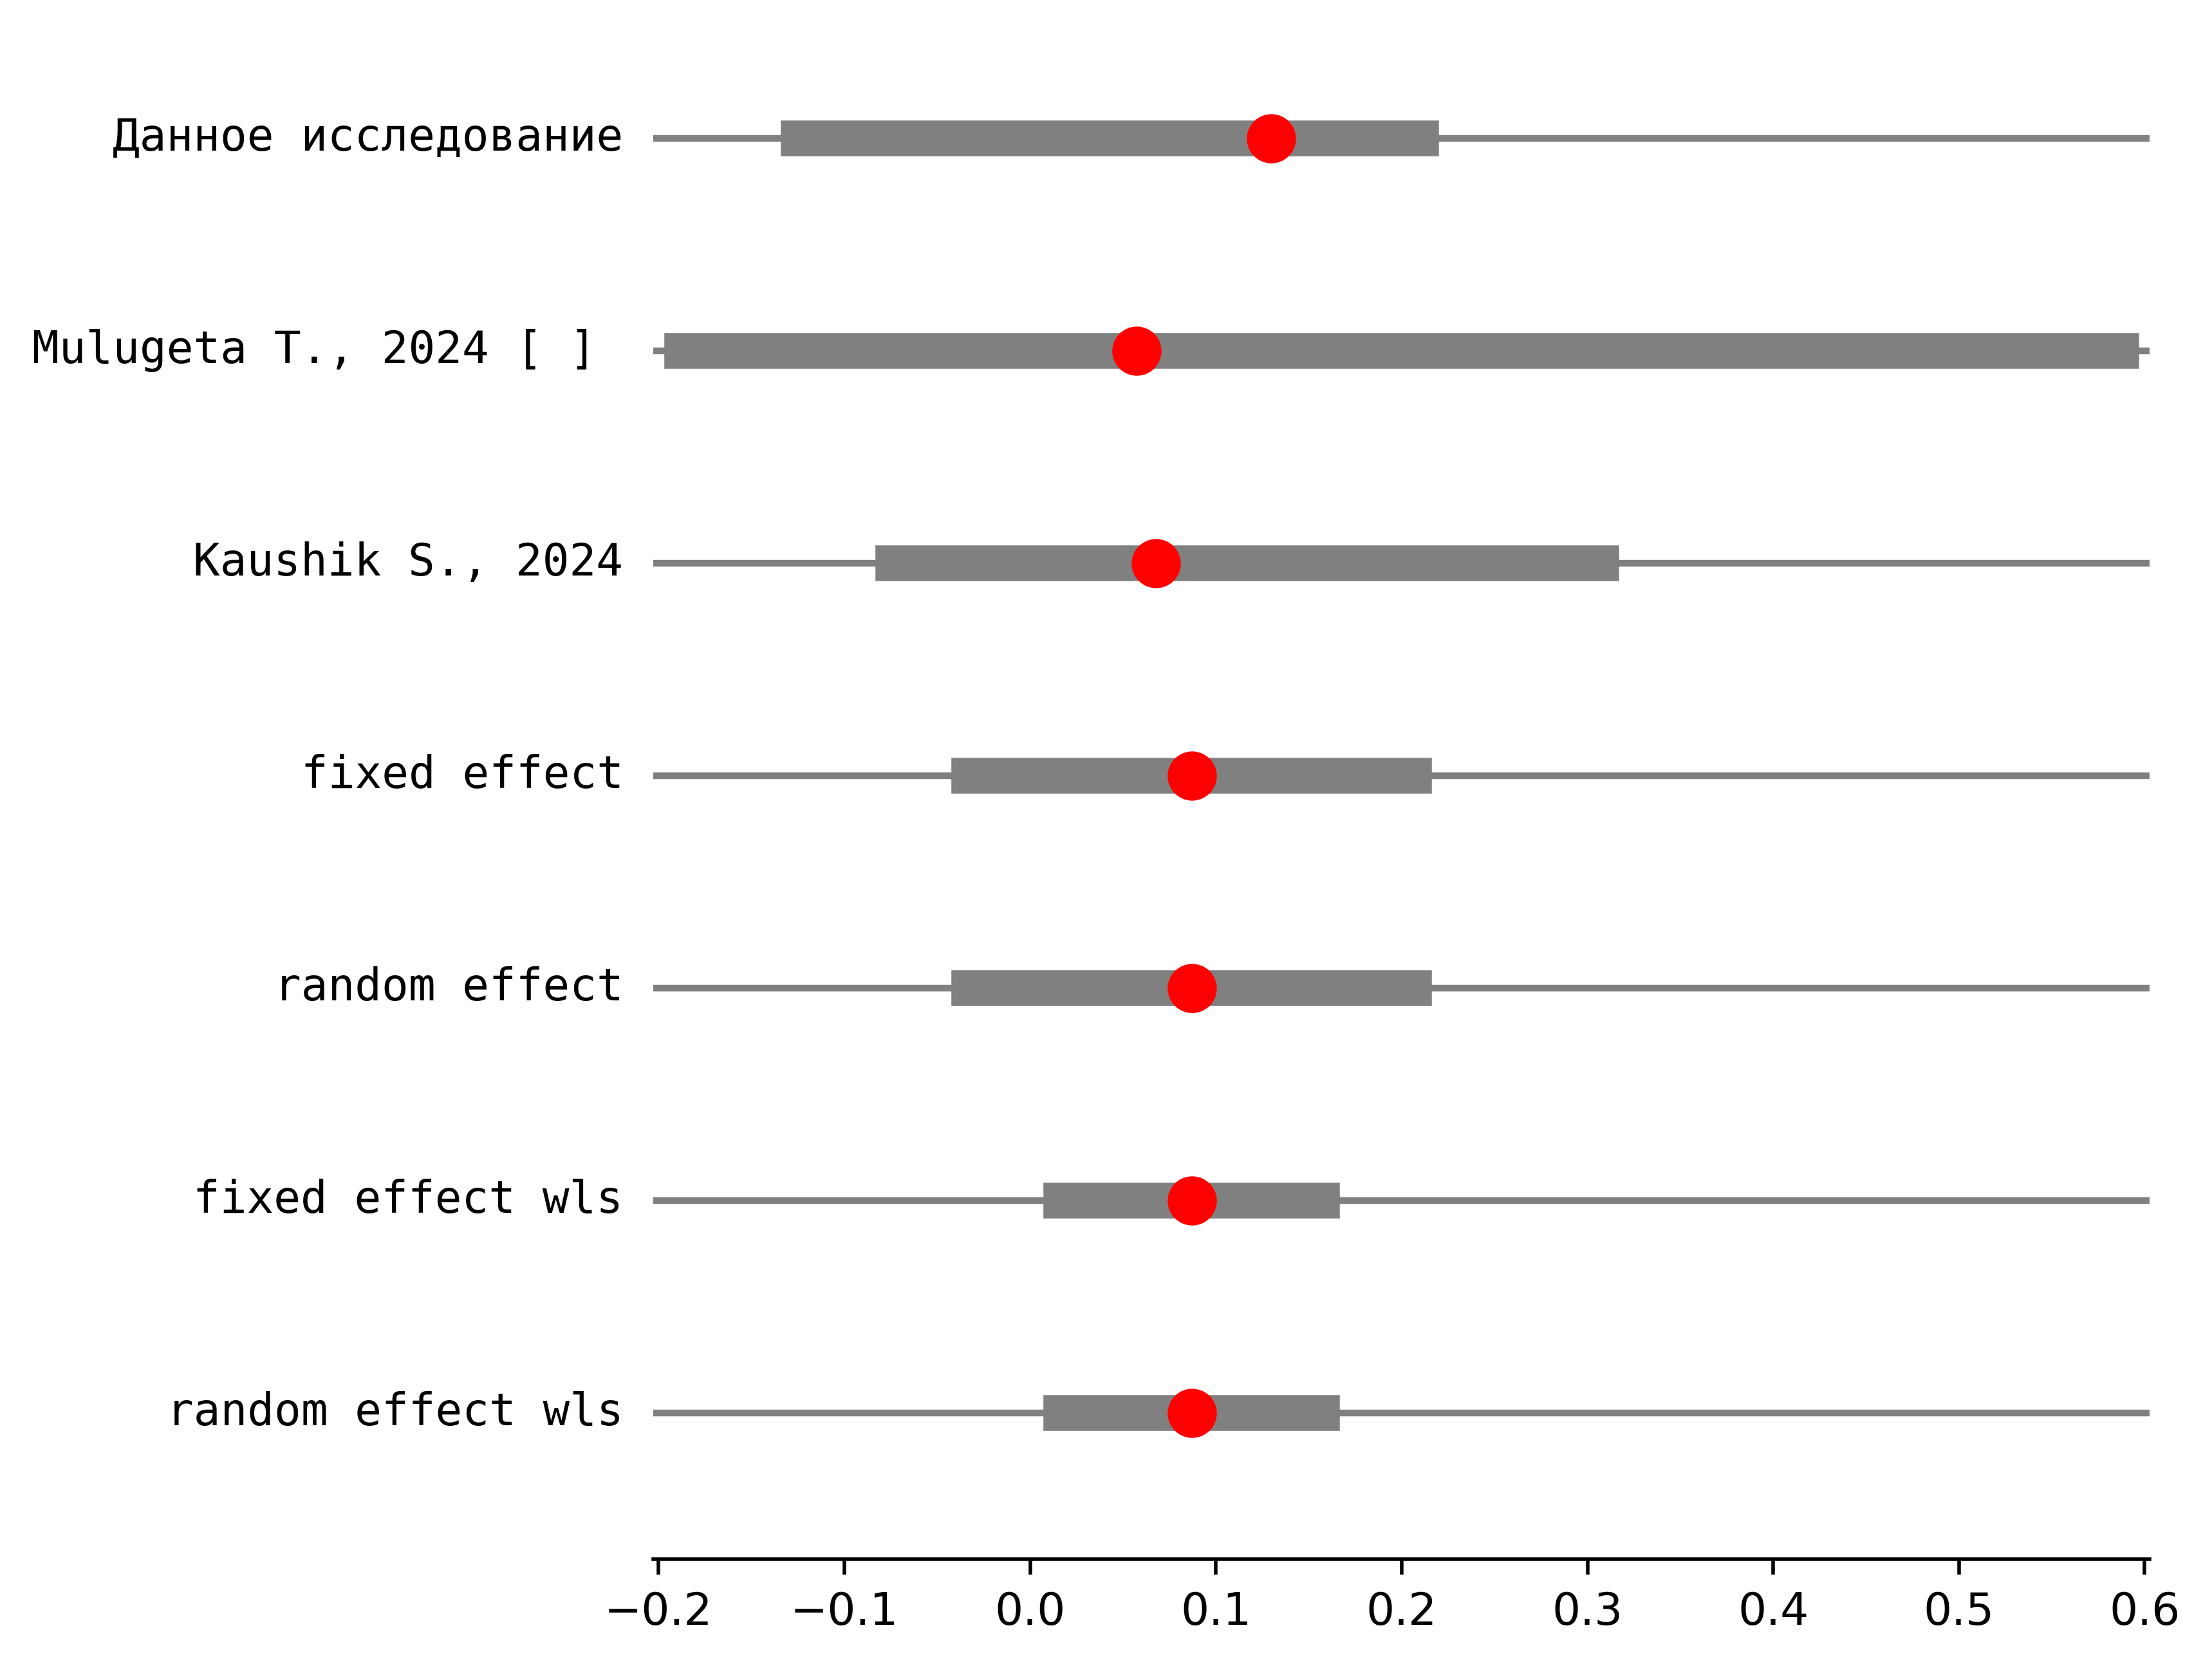 Данное исследование
Mulugeta T., 2024 [ ]
Kaushik S., 2024
fixed effect
random effect
fixed effect wls
random effect wls
−0.2 −0.1 0.0 0.1 0.2 0.3 0.4 0.5 0.6